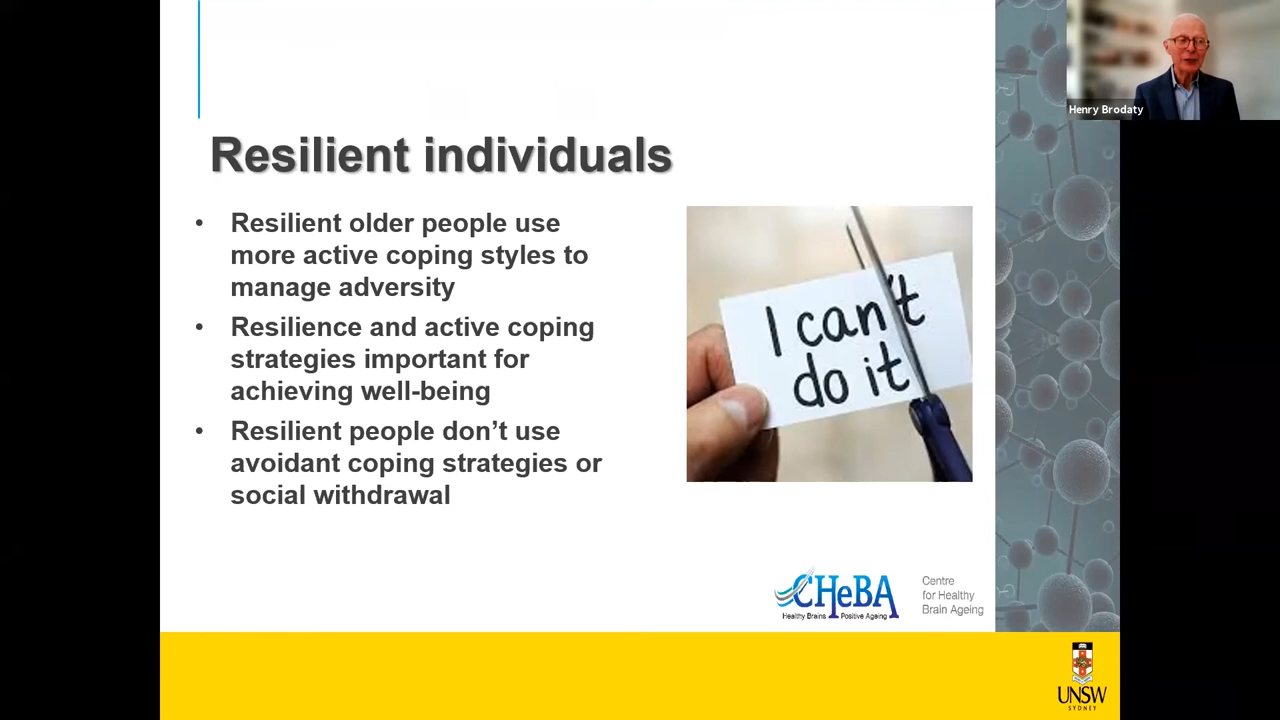 Henry Brodaty
Resilient individuals
• Resilient older people use
more active coping styles to
manage adversity
• Resilience and active coping
strategies important for
achieving well-being
• Resilient people don’t use
avoidant coping strategies or
social withdrawal
I can't
do it
CHeBA
Healthy Brains Positive Ageing
Centre
for Healthy
Brain Ageing
UNSW
SYDNEY